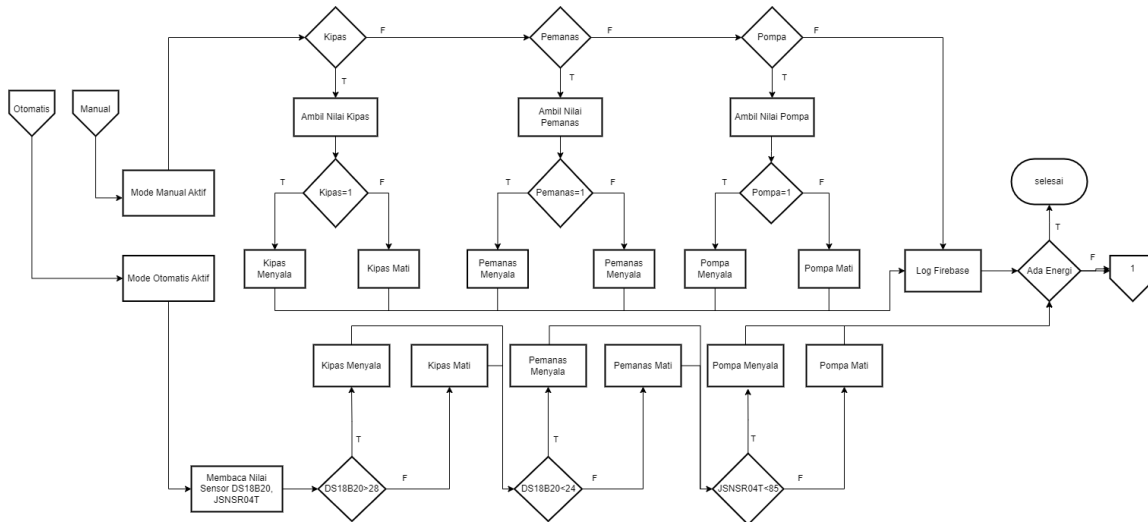 Kipas
F
Pemanas
F
Pompa
F
T
T
T
Otomatis
Manual
Ambil Nilai Kipas
Ambil Nilai
Pemanas
Ambil Nilai Pompa
Mode Manual Aktif
T
Kipas=1
F
T
Pemanas=1
F
T
Pompa=1
F
selesai
T
Kipas
Menyala
Kipas Mati
Pemanas
Menyala
Pemanas
Menyala
Pompa
Menyala
Pompa Mati
Log Firebase
Ada Energi
F
1
Mode Otomatis Aktif
Kipas Menyala
Kipas Mati
Pemanas
Menyala
Pemanas Mati
Pompa Menyala
Pompa Mati
T
T
T
Membaca Nilai
Sensor DS18B20,
JSNSR04T
DS18B20>28
F
DS18B20<24
F
JSNSR04T<85
F